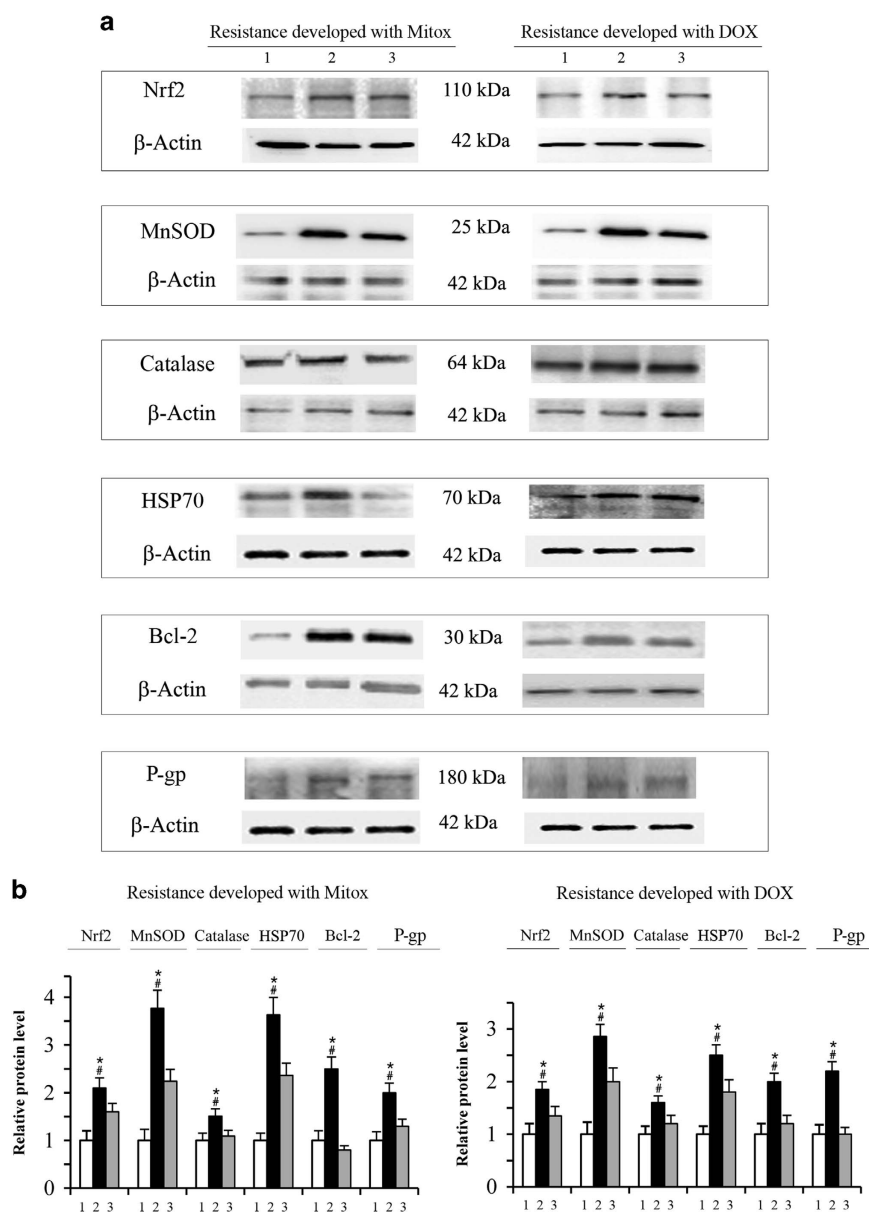 a
Resistance developed with Mitox
Resistance developed with DOX
1 2 3
1 2 3
Nrf2
110 kDa
β-Actin
42 kDa
MnSOD
25 kDa
β-Actin
42 kDa
Catalase
64 kDa
β-Actin
42 kDa
HSP70
70 kDa
β-Actin
42 kDa
Bcl-2
30 kDa
β-Actin
42 kDa
P-gp
180 kDa
β-Actin
42 kDa
b
Resistance developed with Mitox
Nrf2 MnSOD Catalase HSP70 Bcl-2 P-gp
Relative protein level
4
3
2
1
0
* # * # * # * # * # * #
1 2 3 1 2 3 1 2 3 1 2 3 1 2 3 1 2 3
Resistance developed with DOX
Nrf2 MnSOD Catalase HSP70 Bcl-2 P-gp
Relative protein level
3
2
1
0
* # * # * # * # * # * #
1 2 3 1 2 3 1 2 3 1 2 3 1 2 3 1 2 3